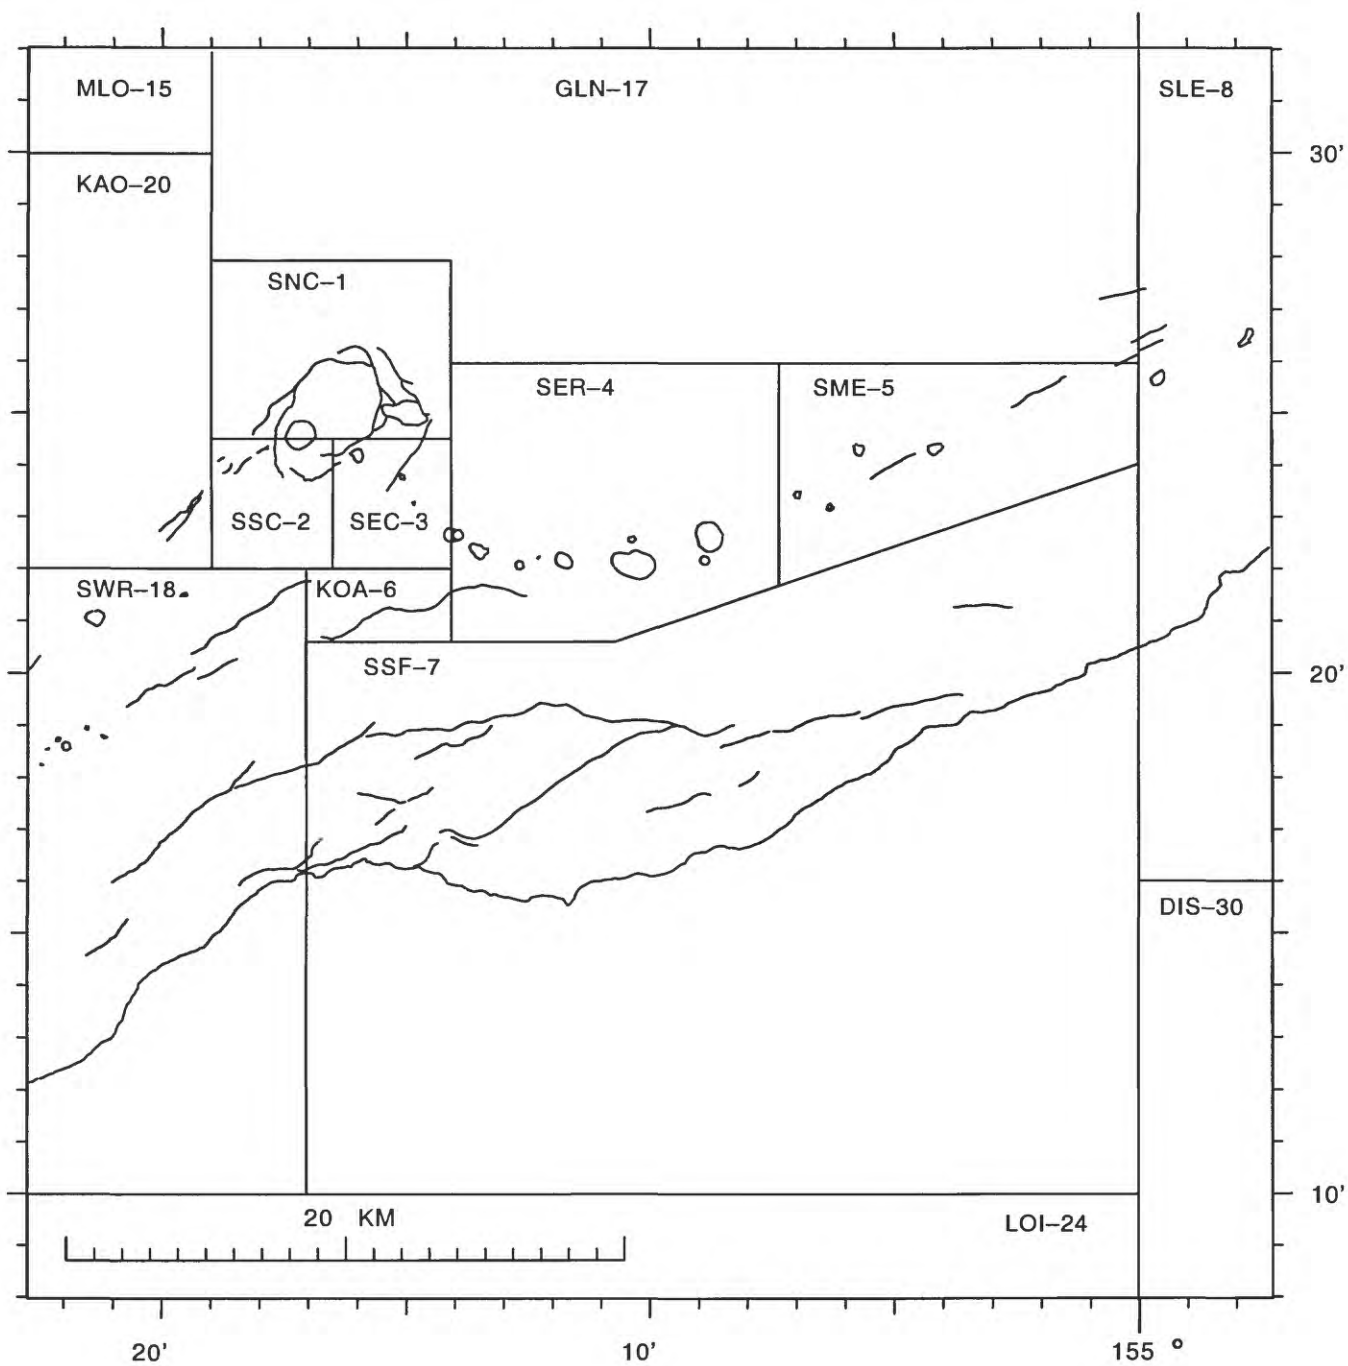 MLO–15
GLN–17
SLE–8
30'
KAO–20
SNC–1
SER–4
SME–5
SSC–2
SEC–3
SWR–18
KOA–6
SSF–7
20'
DIS–30
10'
20 KM
LOI–24
20'
10'
155 °